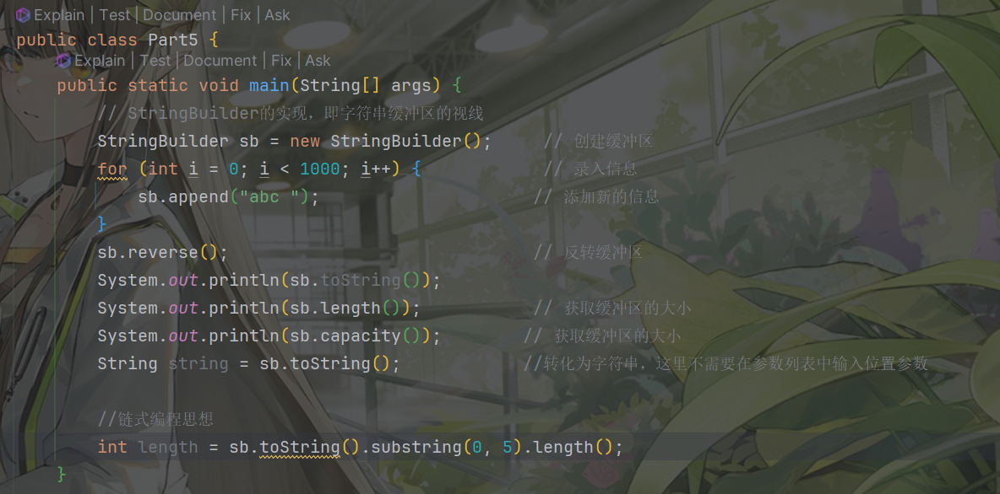 Explain | Test | Document | Fix | Ask
public class Part5 {
Explain | Test | Document | Fix | Ask
public static void main(String[] args) {
// StringBuilder的实现，即字符串缓冲区的视线
StringBuilder sb = new StringBuilder(); // 创建缓冲区
for (int i = 0; i < 1000; i++) { // 录入信息
sb.append("abc "); // 添加新的信息
}
sb.reverse(); // 反转缓冲区
System.out.println(sb.toString());
System.out.println(sb.length()); // 获取缓冲区的大小
System.out.println(sb.capacity()); // 获取缓冲区的大小
String string = sb.toString(); //转化为字符串，这里不需要在参数列表中输入位置参数
//链式编程思想
int length = sb.toString().substring(0, 5).length();
}